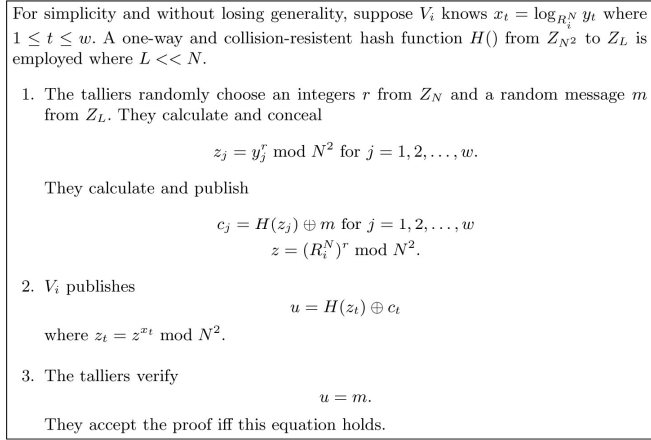 For simplicity and without losing generality, suppose V_i knows x_t = log_{R_i^N} y_t where
1 ≤ t ≤ w. A one-way and collision-resistent hash function H() from Z_{N^2} to Z_L is
employed where L << N.
1. The talliers randomly choose an integers r from Z_N and a random message m
from Z_L. They calculate and conceal
z_j = y_j^r mod N^2 for j = 1, 2, . . . , w.
They calculate and publish
c_j = H(z_j) ⊕ m for j = 1, 2, . . . , w
z = (R_i^N)^r mod N^2.
2. V_i publishes
u = H(z_t) ⊕ c_t
where z_t = z^{x_t} mod N^2.
3. The talliers verify
u = m.
They accept the proof iff this equation holds.